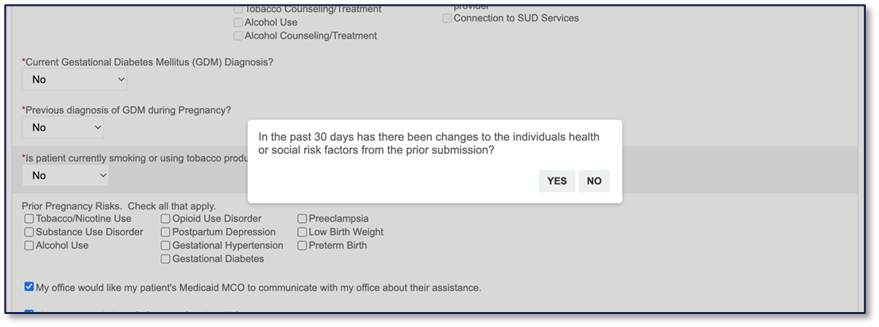 Tobacco Counseling/Treatment
provider
Alcohol Use
Connection to SUD Services
Alcohol Counseling/Treatment
*Current Gestational Diabetes Mellitus (GDM) Diagnosis?
No
*Previous diagnosis of GDM during Pregnancy?
No
In the past 30 days has there been changes to the individuals health
or social risk factors from the prior submission?
YES NO
*Is patient currently smoking or using tobacco
No
Prior Pregnancy Risks. Check all that apply.
Tobacco/Nicotine Use Opioid Use Disorder Preeclampsia
Substance Use Disorder Postpartum Depression Low Birth Weight
Alcohol Use Gestational Hypertension Preterm Birth
Gestational Diabetes
My office would like my patient's Medicaid MCO to communicate with my office about their assistance.